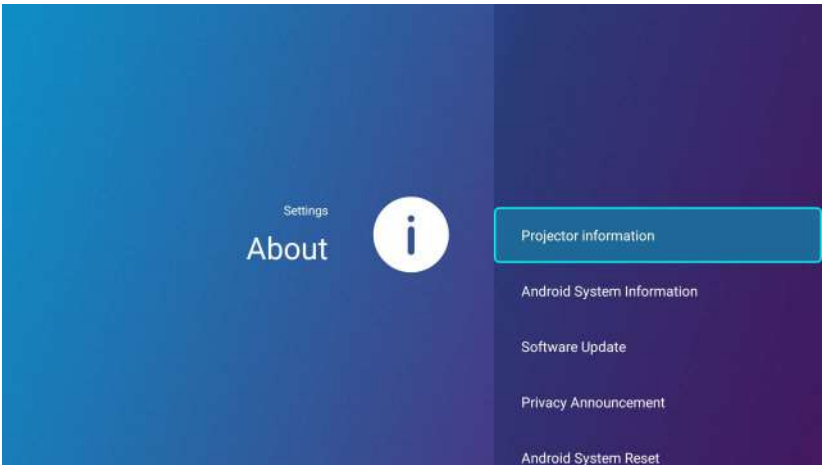 Settings
About
i
Projector information
Android System Information
Software Update
Privacy Announcement
Android System Reset